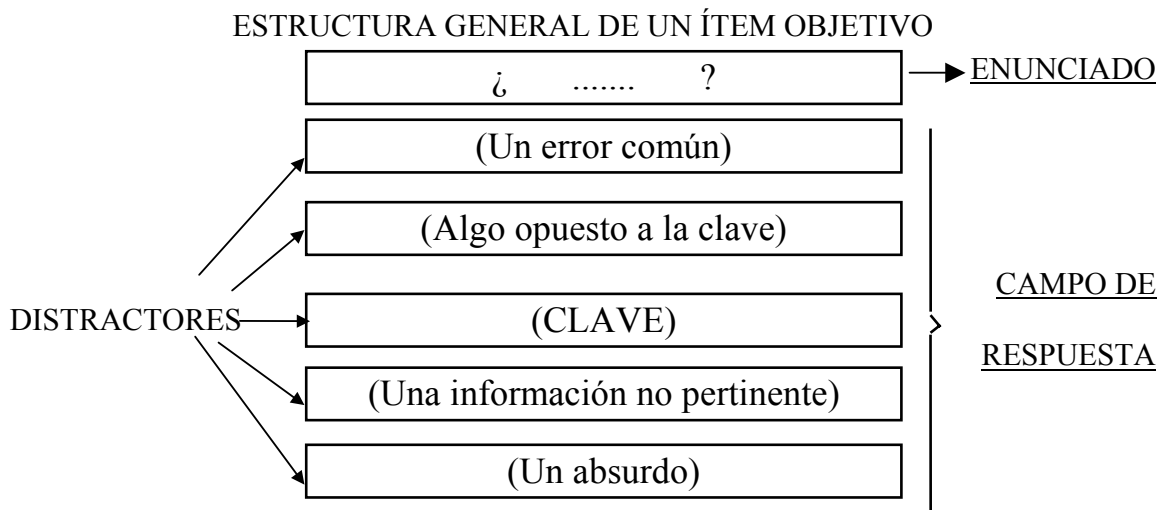 ESTRUCTURA GENERAL DE UN ÍTEM OBJETIVO
¿ ....... ?
ENUNCIADO
(Un error común)
(Algo opuesto a la clave)
DISTRACTORES
(CLAVE)
(Una información no pertinente)
(Un absurdo)
CAMPO DE
RESPUESTA